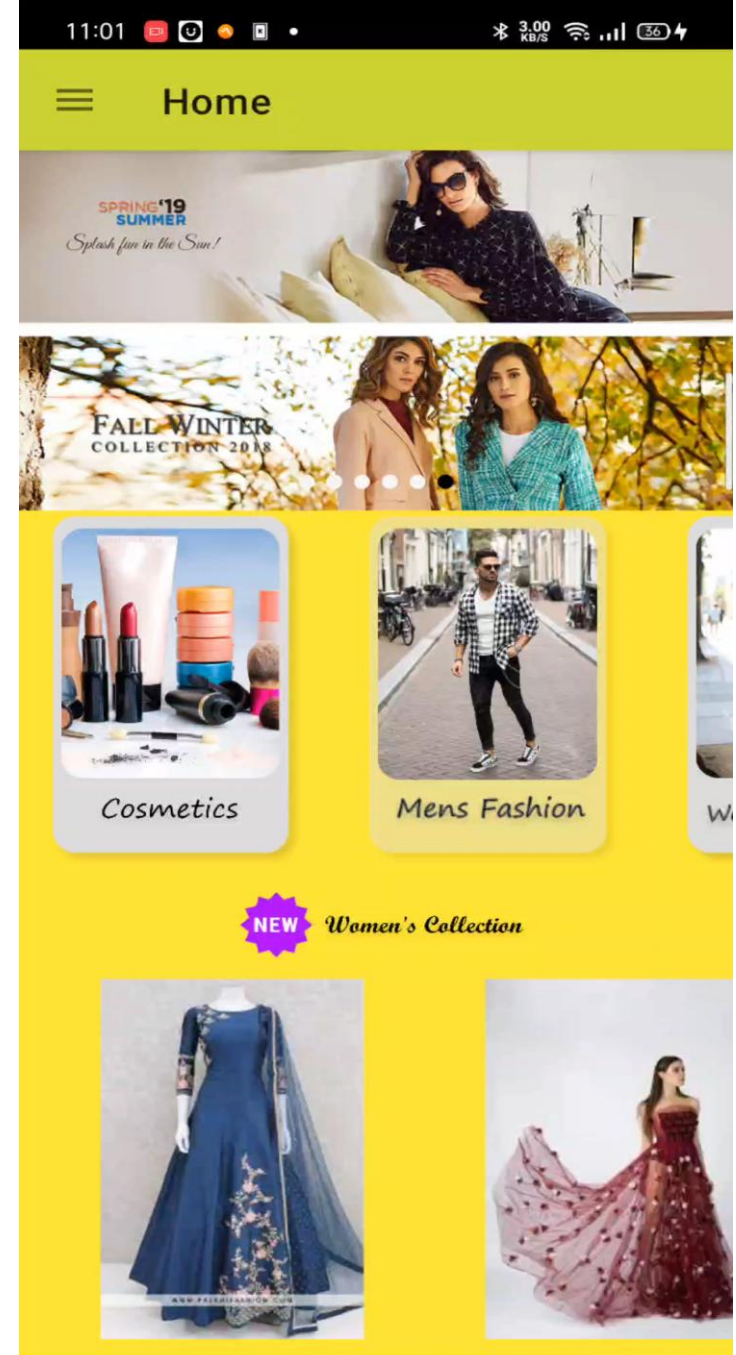 11:01
3.00
KB/S
36
Home
SPRING'19
SUMMER
Splash fun in the Sun!
FALL WINTER
COLLECTION 2018
Cosmetics
Mens Fashion
NEW
Women's Collection